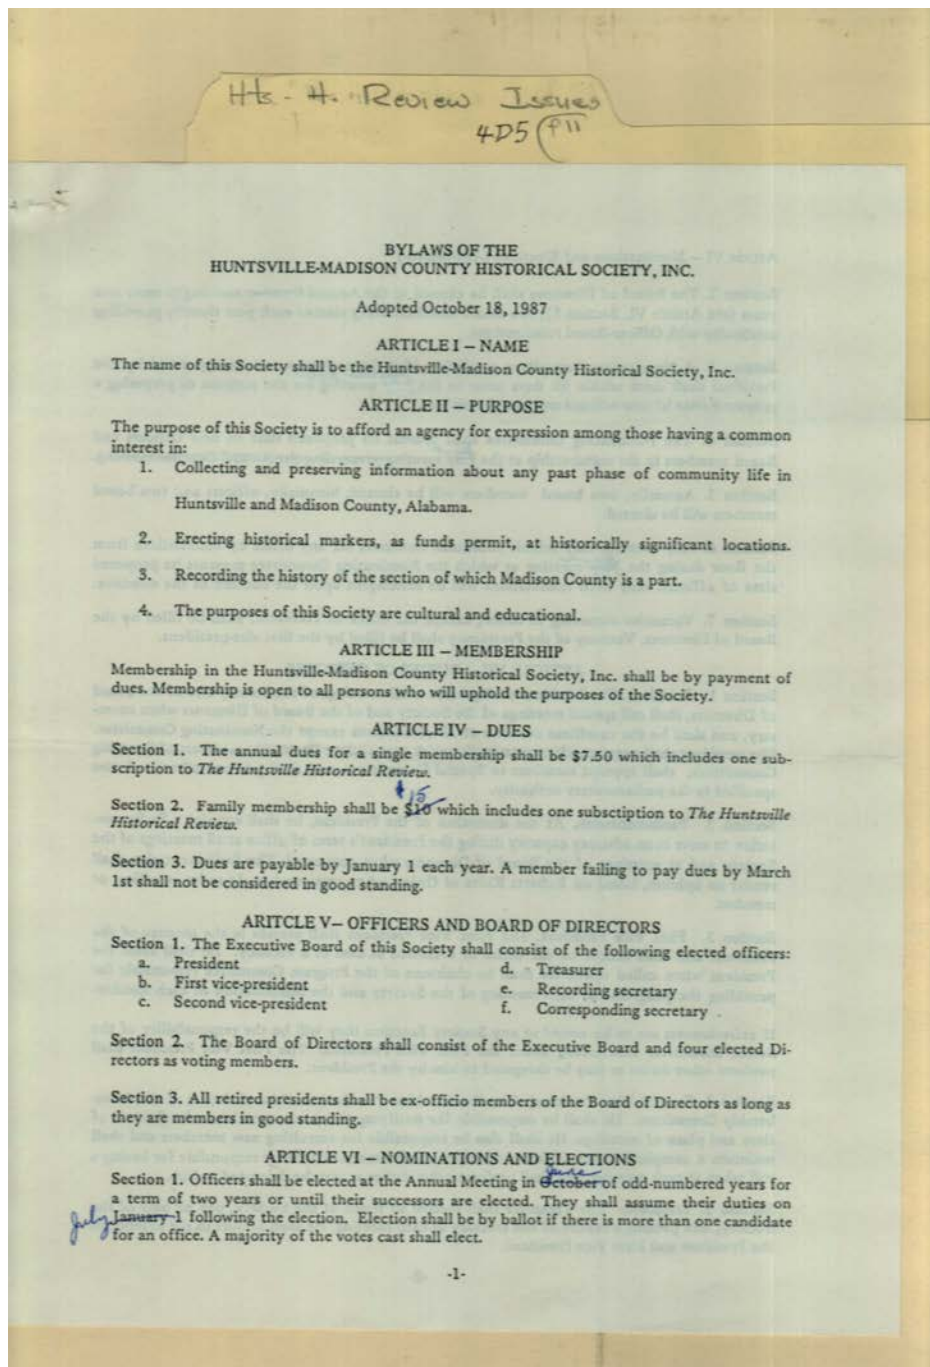 Hts - H. Review Issues
4D5 (f11
BYLAWS OF THE
HUNTSVILLE-MADISON COUNTY HISTORICAL SOCIETY, INC.
Adopted October 18, 1987
ARTICLE I – NAME
The name of this Society shall be the Huntsville-Madison County Historical Society, Inc.
ARTICLE II – PURPOSE
The purpose of this Society is to afford an agency for expression among those having a common
interest in:
1. Collecting and preserving information about any past phase of community life in
Huntsville and Madison County, Alabama.
2. Erecting historical markers, as funds permit, at historically significant locations.
3. Recording the history of the section of which Madison County is a part.
4. The purposes of this Society are cultural and educational.
ARTICLE III – MEMBERSHIP
Membership in the Huntsville-Madison County Historical Society, Inc. shall be by payment of
dues. Membership is open to all persons who will uphold the purposes of the Society.
ARTICLE IV – DUES
Section 1. The annual dues for a single membership shall be $7.50 which includes one sub-
scription to The Huntsville Historical Review.
$15
Section 2. Family membership shall be $10 which includes one subsctiption to The Huntsville
Historical Review.
Section 3. Dues are payable by January 1 each year. A member failing to pay dues by March
1st shall not be considered in good standing.
ARITCLE V– OFFICERS AND BOARD OF DIRECTORS
Section 1. The Executive Board of this Society shall consist of the following elected officers:
a. President d. Treasurer
b. First vice-president e. Recording secretary
c. Second vice-president f. Corresponding secretary
Section 2. The Board of Directors shall consist of the Executive Board and four elected Di-
rectors as voting members.
Section 3. All retired presidents shall be ex-officio members of the Board of Directors as long as
they are members in good standing.
ARTICLE VI – NOMINATIONS AND ELECTIONS
June
Section 1. Officers shall be elected at the Annual Meeting in October of odd-numbered years for
a term of two years or until their successors are elected. They shall assume their duties on
July January 1 following the election. Election shall be by ballot if there is more than one candidate
for an office. A majority of the votes cast shall elect.
-1-